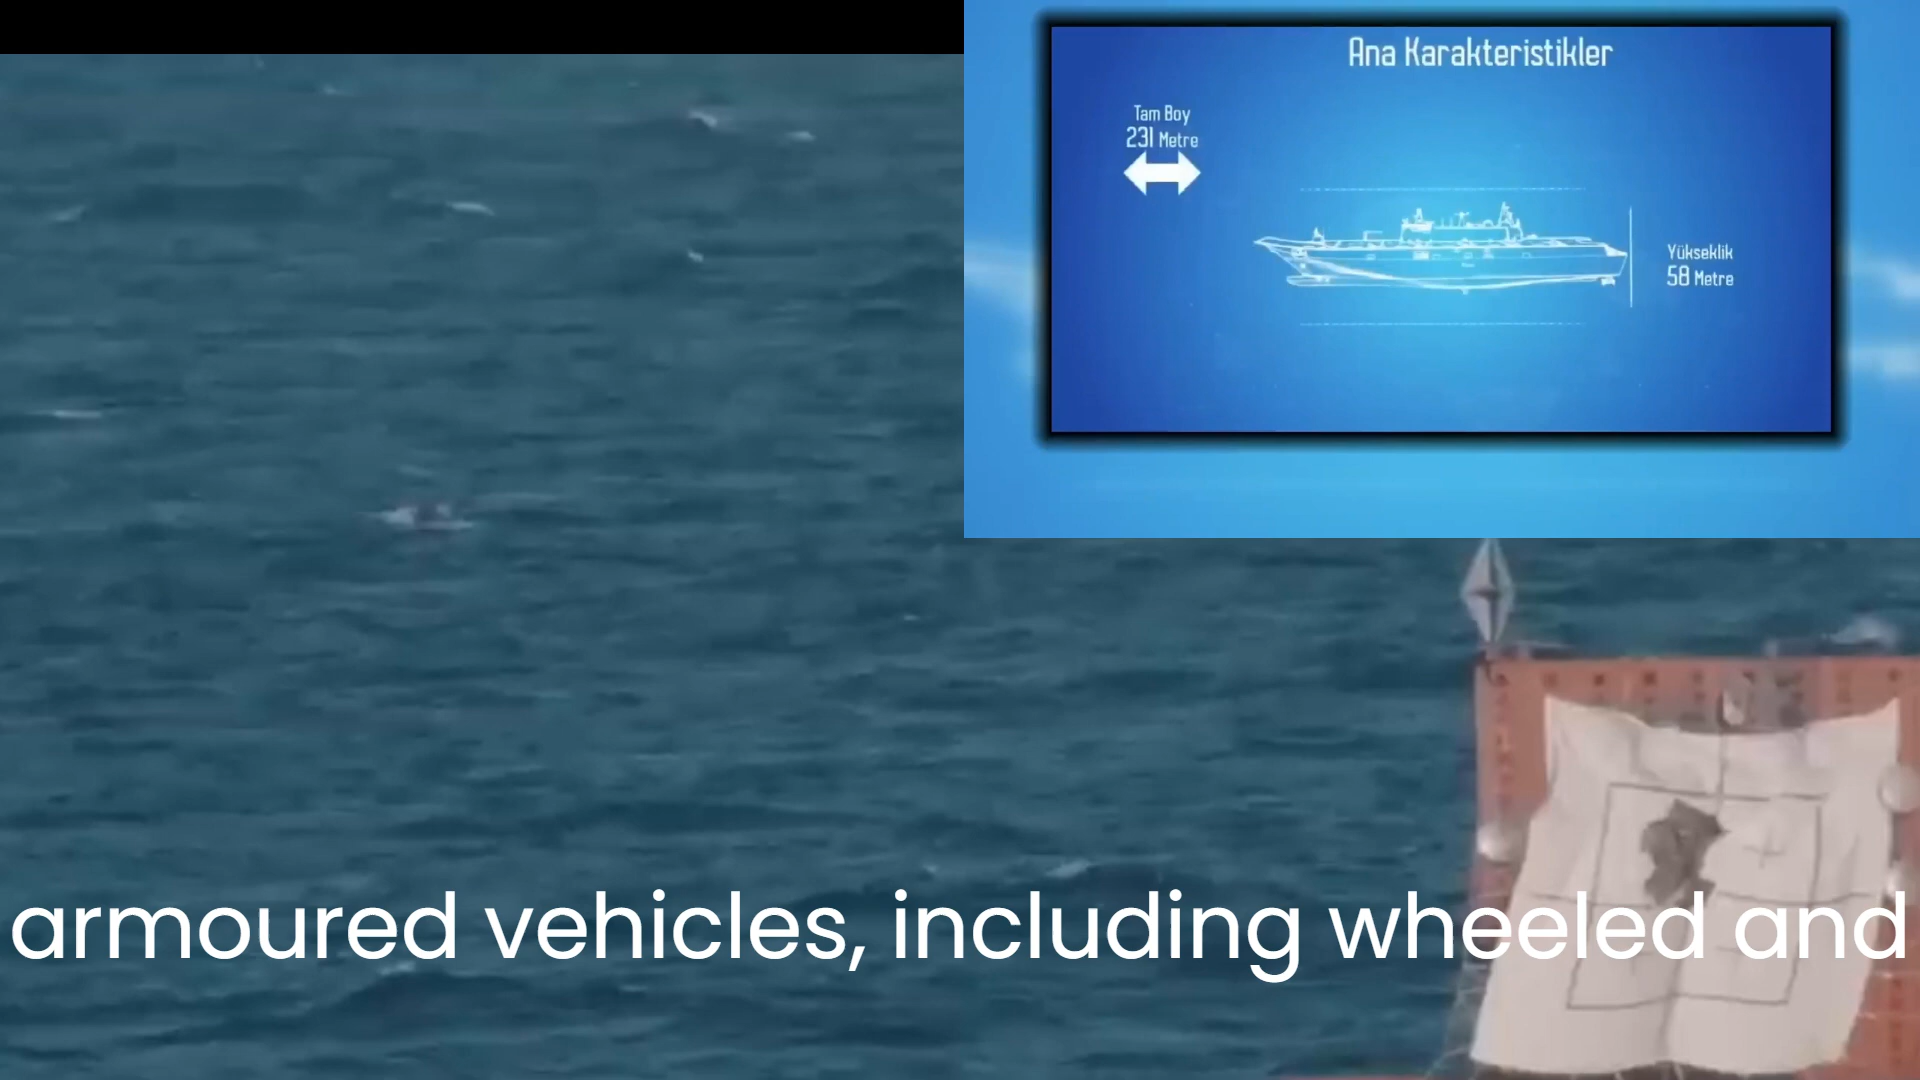 Ana Karakteristikler
Tam Boy
231 Metre
Yükseklik
58 Metre
armoured vehicles, including wheeled and